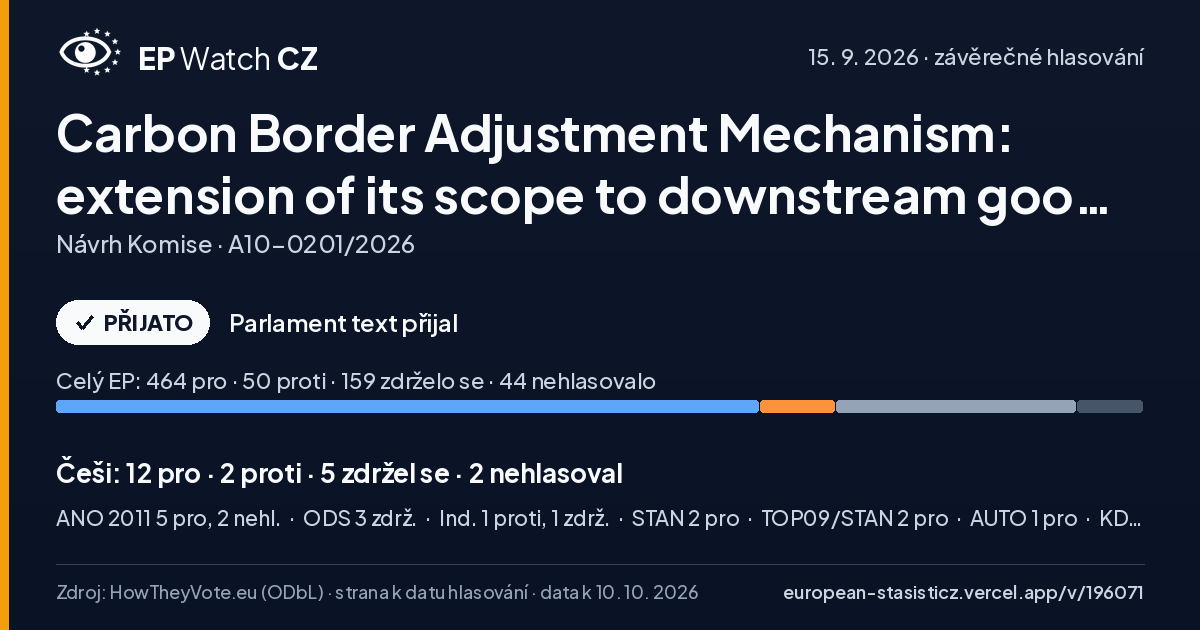 EP Watch CZ
15. 9. 2026 · závěrečné hlasování
Carbon Border Adjustment Mechanism:
extension of its scope to downstream goo…
Návrh Komise · A10-0201/2026
✓ PŘIJATO
Parlament text přijal
Celý EP: 464 pro · 50 proti · 159 zdrželo se · 44 nehlasovalo
Češi: 12 pro · 2 proti · 5 zdržel se · 2 nehlasoval
ANO 2011 5 pro, 2 nehl. · ODS 3 zdrž. · Ind. 1 proti, 1 zdrž. · STAN 2 pro · TOP09/STAN 2 pro · AUTO 1 pro · KD…
Zdroj: HowTheyVote.eu (ODbL) · strana k datu hlasování · data k 10. 10. 2026
european-stasisticz.vercel.app/v/196071